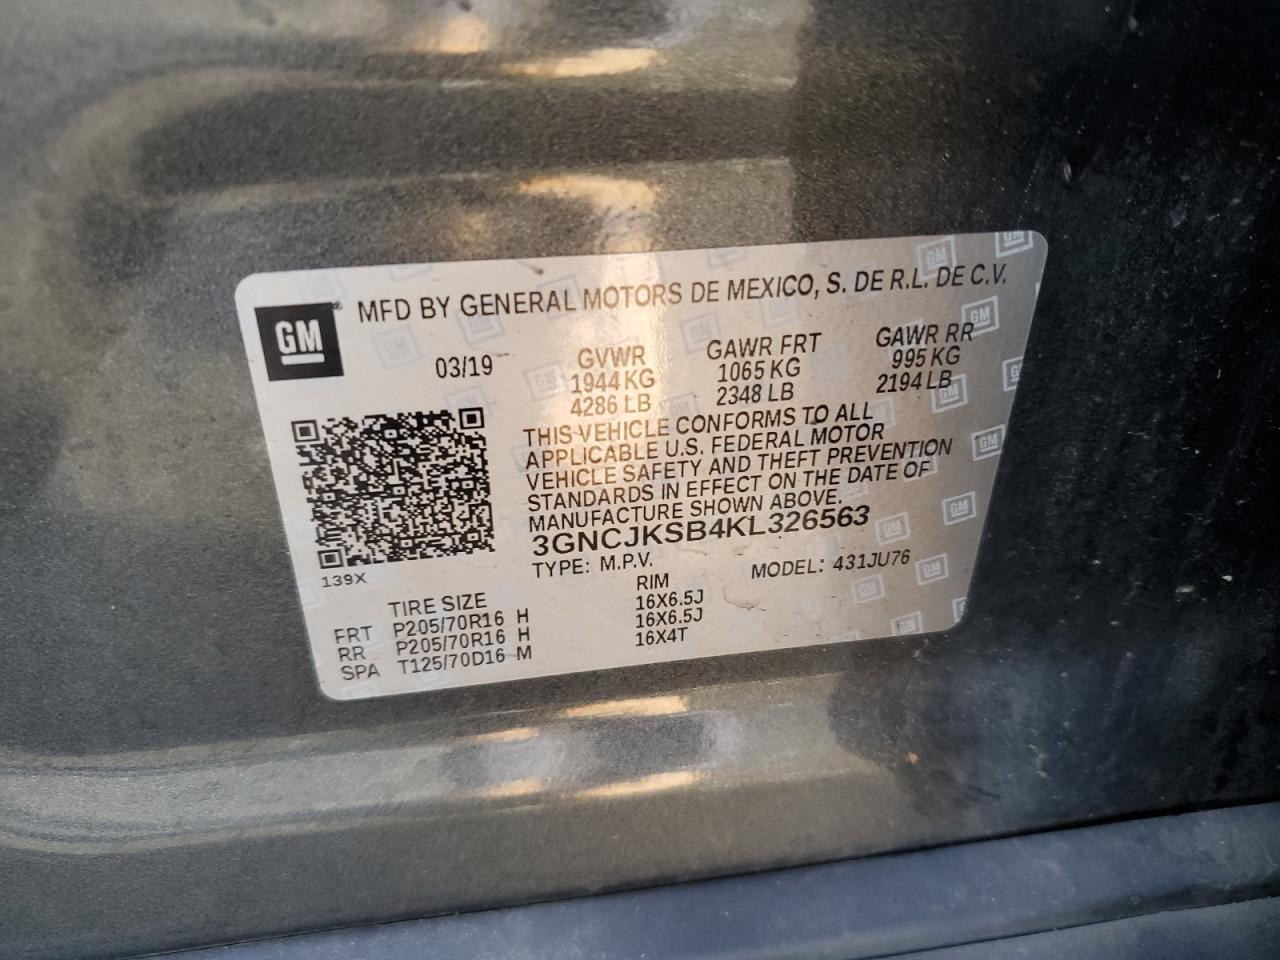 GM
® MFD BY GENERAL MOTORS DE MEXICO, S. DE R.L. DE C.V.
03/19
GVWR GAWR FRT GAWR RR
1944 KG 1065 KG 995 KG
4286 LB 2348 LB 2194 LB
THIS VEHICLE CONFORMS TO ALL
APPLICABLE U.S. FEDERAL MOTOR
VEHICLE SAFETY AND THEFT PREVENTION
STANDARDS IN EFFECT ON THE DATE OF
MANUFACTURE SHOWN ABOVE.
3GNCJKSB4KL326563
TYPE: M.P.V. MODEL: 431JU76
139X
TIRE SIZE RIM
FRT P205/70R16 H 16X6.5J
RR P205/70R16 H 16X6.5J
SPA T125/70D16 M 16X4T